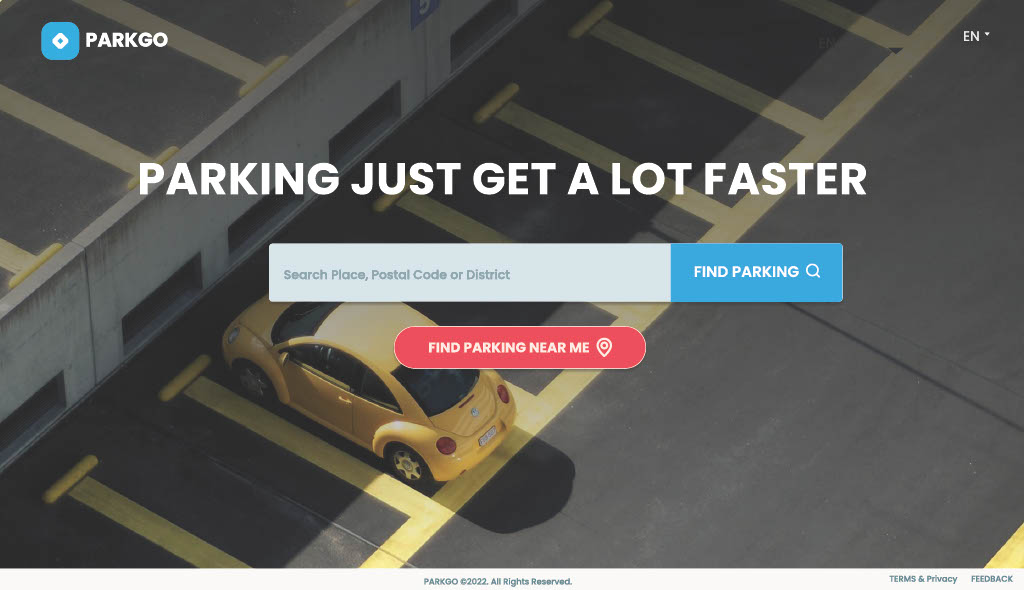 PARKGO
EN
PARKING JUST GET A LOT FASTER
Search Place, Postal Code or District
FIND PARKING
FIND PARKING NEAR ME
PARKGO ©2022. All Rights Reserved.
TERMS & Privacy
FEEDBACK